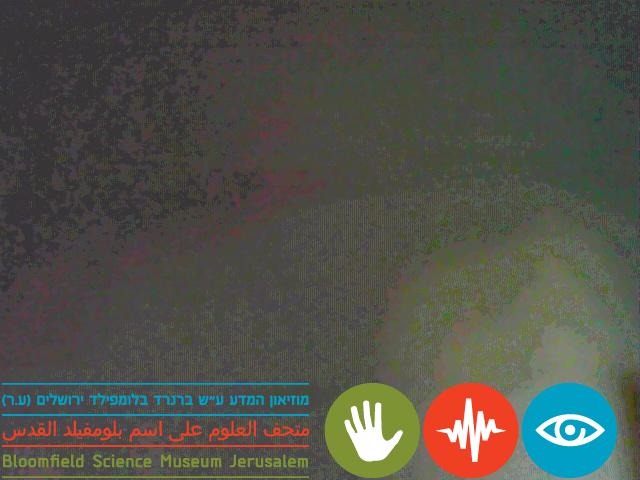 מוזיאון המדע ע״ש ברנרד בלומפילד ירושלים (ע.ר)
متحف العلوم على اسم بلومفيلد القدس
Bloomfield Science Museum Jerusalem